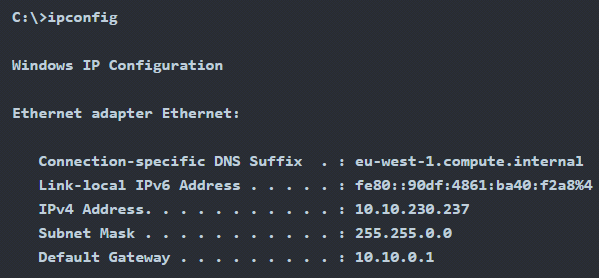 C:\>ipconfig
Windows IP Configuration
Ethernet adapter Ethernet:
Connection-specific DNS Suffix  . : eu-west-1.compute.internal
Link-local IPv6 Address . . . . . : fe80::90df:4861:ba40:f2a8%4
IPv4 Address. . . . . . . . . . . : 10.10.230.237
Subnet Mask . . . . . . . . . . . : 255.255.0.0
Default Gateway . . . . . . . . . : 10.10.0.1